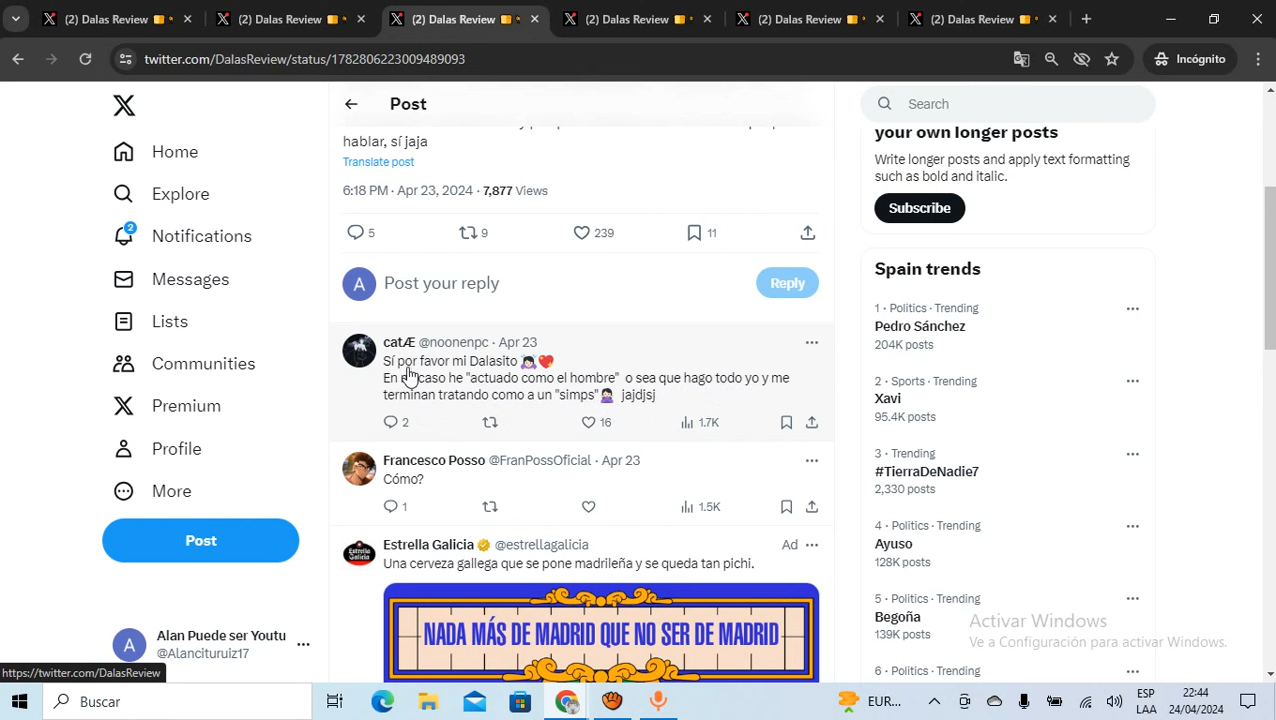 (2) Dalas Review
(2) Dalas Review
(2) Dalas Review
(2) Dalas Review
(2) Dalas Review
(2) Dalas Review
twitter.com/DalasReview/status/1782806223009489093
Incógnito
Post
Search
Home
Explore
2
Notifications
Messages
Lists
Communities
Premium
Profile
More
Post
Alan Puede ser Youtu
@Alancituruiz17
hablar, sí jaja
Translate post
6:18 PM · Apr 23, 2024 · 7,877 Views
5
9
239
11
A
Post your reply
Reply
catÆ @noonenpc · Apr 23
Sí por favor mi Dalasito
En caso he "actuado como el hombre" o sea que hago todo yo y me
terminan tratando como a un "simps" jajdjsj
2
16
1.7K
Francesco Posso @FranPossOficial · Apr 23
Cómo?
1
1.5K
Estrella Galicia @estrellagalicia
Ad
Una cerveza gallega que se pone madrileña y se queda tan pichi.
NADA MÁS DE MADRID QUE NO SER DE MADRID
your own longer posts
Write longer posts and apply text formatting
such as bold and italic.
Subscribe
Spain trends
1 · Politics · Trending
Pedro Sánchez
204K posts
2 · Sports · Trending
Xavi
95.4K posts
3 · Trending
#TierraDeNadie7
2,330 posts
4 · Politics · Trending
Ayuso
128K posts
5 · Politics · Trending
Begoña
139K posts
6 · Politics · Trending
Activar Windows
Ve a Configuración para activar Windows.
A
https://twitter.com/DalasReview
Buscar
EUR...
ESP
LAA
22:44
24/04/2024